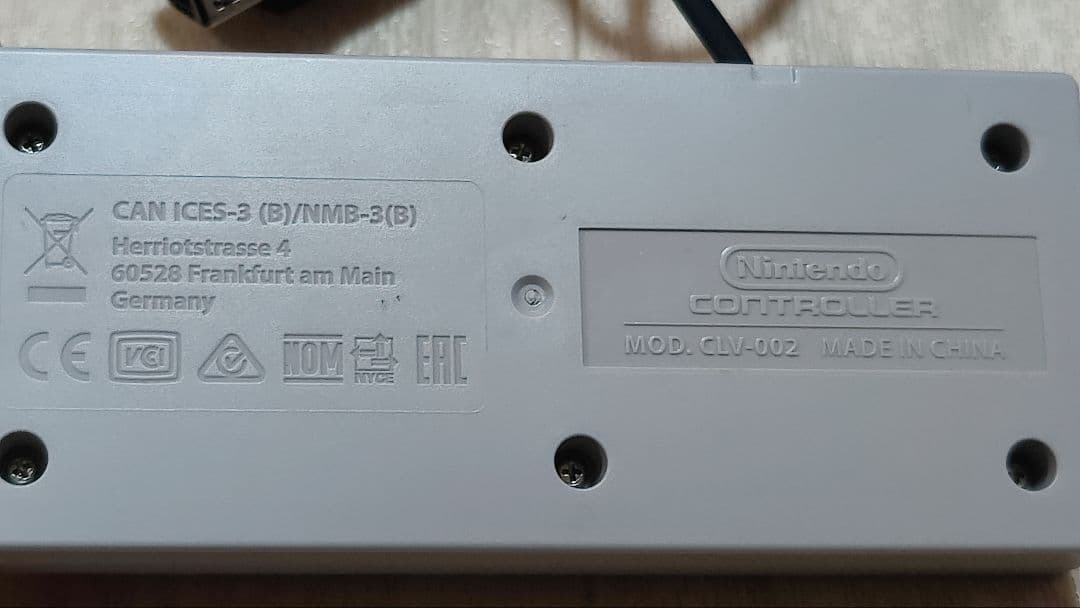 CAN ICES-3 (B)/NMB-3(B)
Herriotstrasse 4
60528 Frankfurt am Main
Germany
CE VCI NOM NYCE EAC
Nintendo
CONTROLLER
MOD. CLV-002 MADE IN CHINA